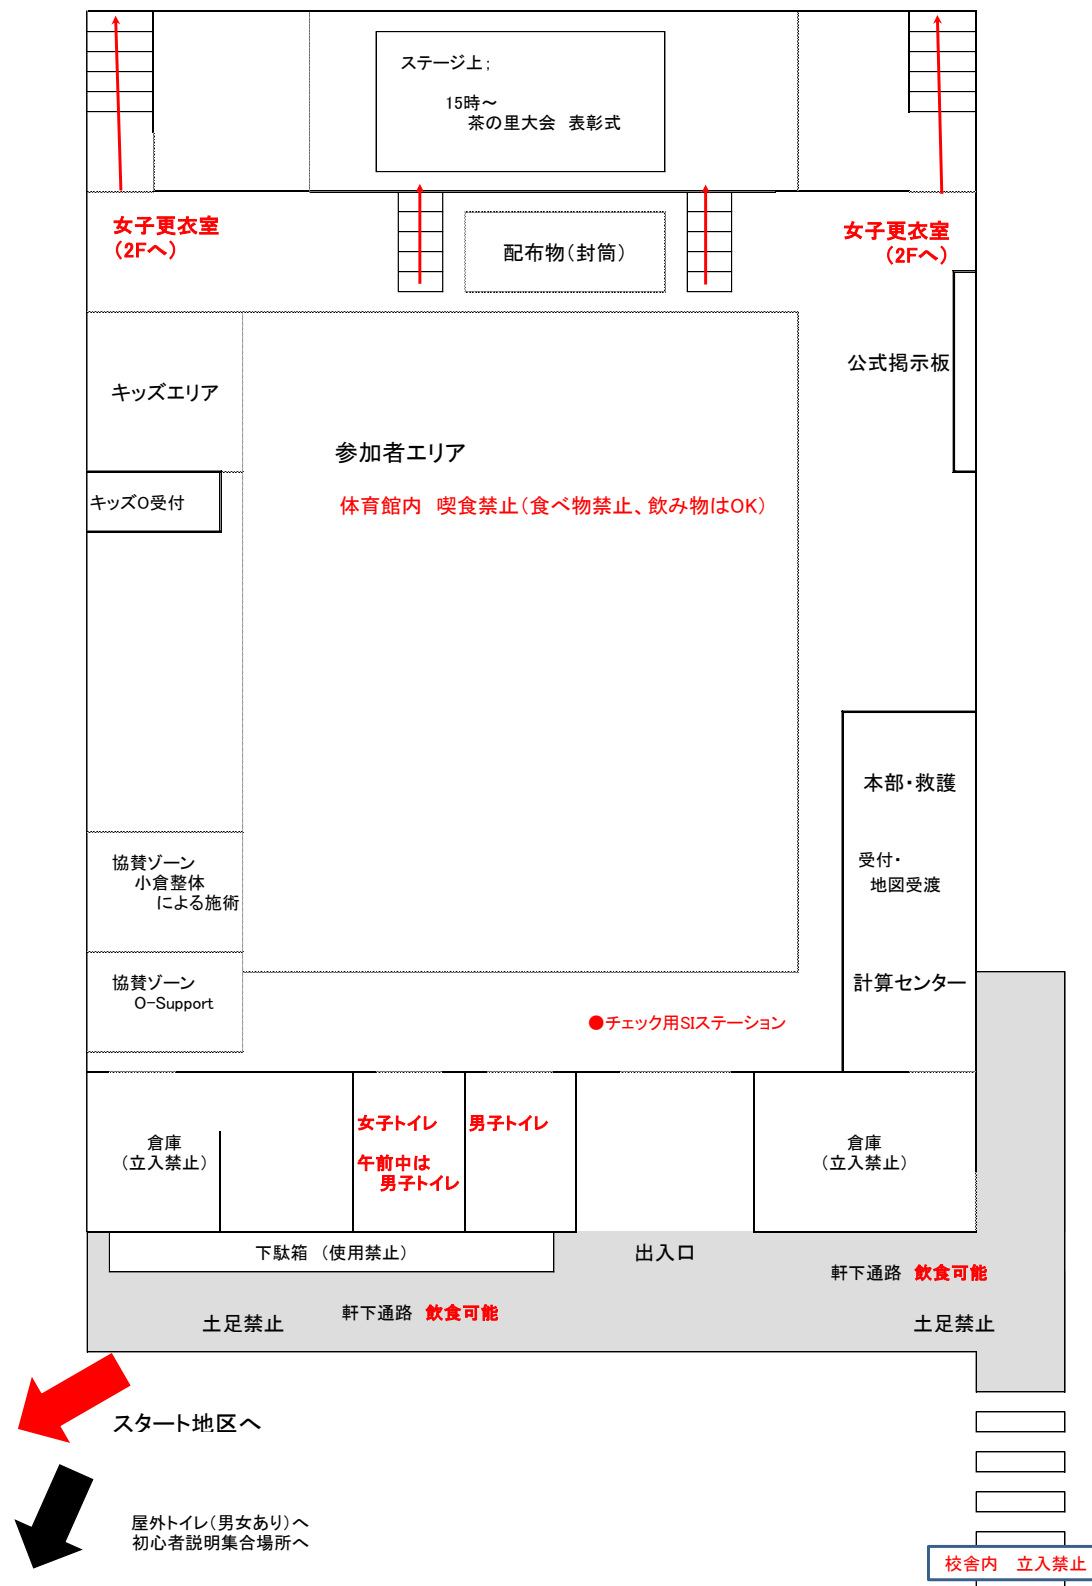 ステージ上;
15時～
茶の里大会 表彰式
女子更衣室
(2Fへ)
配布物(封筒)
女子更衣室
(2Fへ)
公式掲示板
キッズエリア
参加者エリア
キッズO受付
体育館内 喫食禁止(食べ物禁止、飲み物はOK)
本部・救護
受付・
地図受渡
協賛ゾーン
小倉整体
による施術
計算センター
協賛ゾーン
O-Support
●チェック用SIステーション
女子トイレ
午前中は
男子トイレ
男子トイレ
倉庫
(立入禁止)
倉庫
(立入禁止)
下駄箱 (使用禁止)
出入口
軒下通路 飲食可能
軒下通路 飲食可能
土足禁止
土足禁止
スタート地区へ
屋外トイレ(男女あり)へ
初心者説明集合場所へ
校舎内 立入禁止